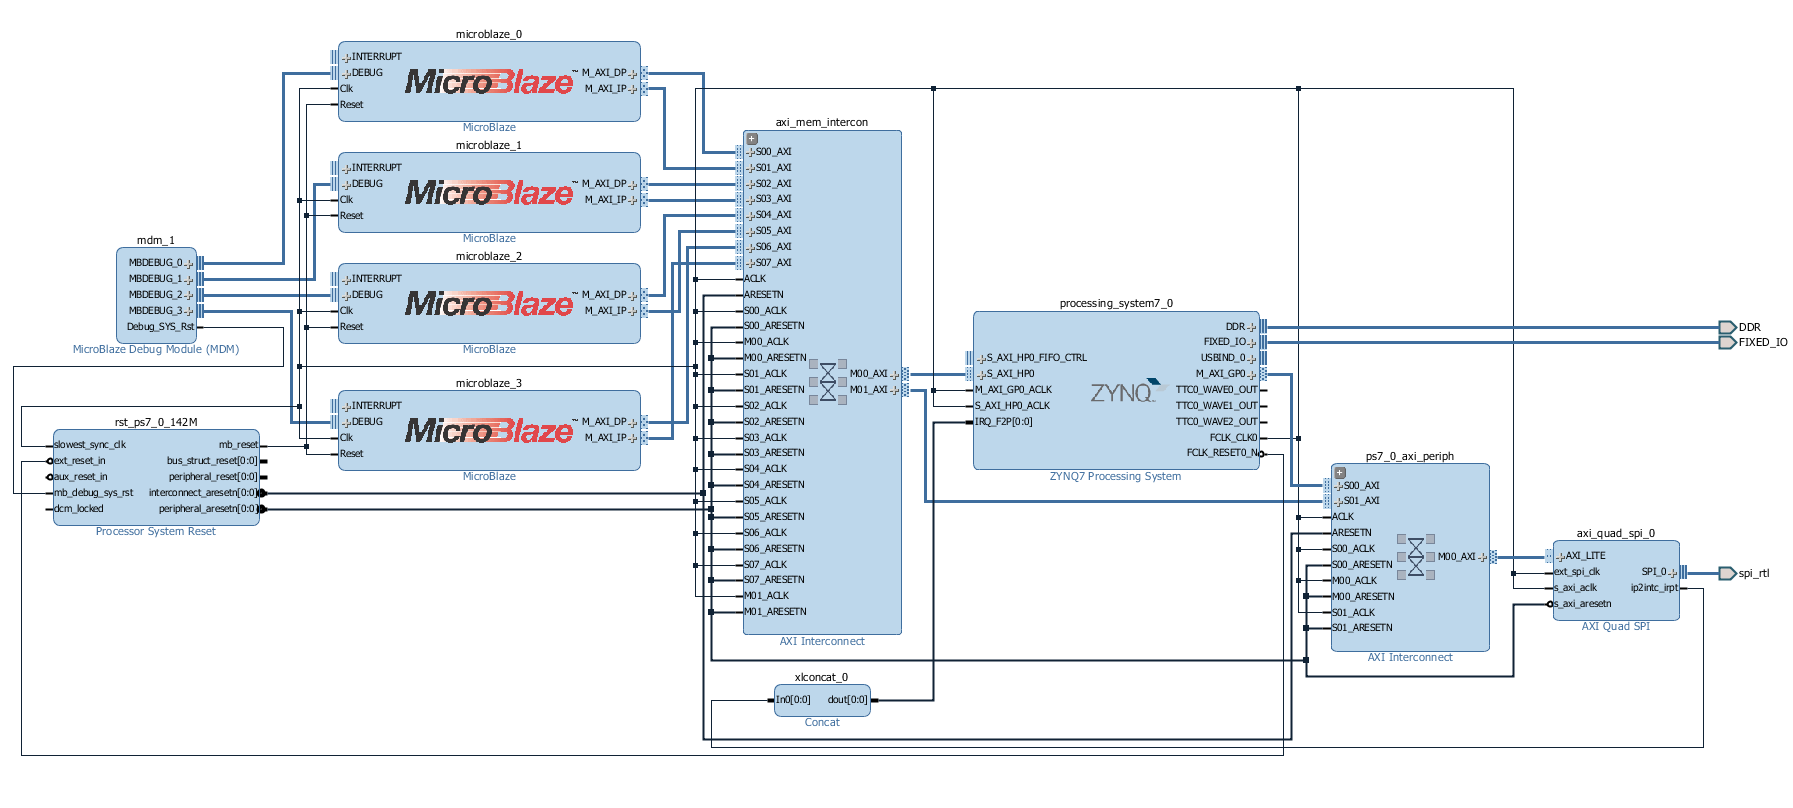 microblaze_0
INTERRUPT
DEBUG
Clk
Reset
MicroBlaze
M_AXI_DP
M_AXI_IP
MicroBlaze
microblaze_1
INTERRUPT
DEBUG
Clk
Reset
MicroBlaze
M_AXI_DP
M_AXI_IP
MicroBlaze
microblaze_2
INTERRUPT
DEBUG
Clk
Reset
MicroBlaze
M_AXI_DP
M_AXI_IP
MicroBlaze
microblaze_3
INTERRUPT
DEBUG
Clk
Reset
MicroBlaze
M_AXI_DP
M_AXI_IP
MicroBlaze
mdm_1
MBDEBUG_0
MBDEBUG_1
MBDEBUG_2
MBDEBUG_3
Debug_SYS_Rst
MicroBlaze Debug Module (MDM)
rst_ps7_0_142M
slowest_sync_clk
ext_reset_in
aux_reset_in
mb_debug_sys_rst
dcm_locked
mb_reset
bus_struct_reset[0:0]
peripheral_reset[0:0]
interconnect_aresetn[0:0]
peripheral_aresetn[0:0]
Processor System Reset
axi_mem_intercon
S00_AXI
S01_AXI
S02_AXI
S03_AXI
S04_AXI
S05_AXI
S06_AXI
S07_AXI
ACLK
ARESETN
S00_ACLK
S00_ARESETN
M00_ACLK
M00_ARESETN
S01_ACLK
S01_ARESETN
S02_ACLK
S02_ARESETN
S03_ACLK
S03_ARESETN
S04_ACLK
S04_ARESETN
S05_ACLK
S05_ARESETN
S06_ACLK
S06_ARESETN
S07_ACLK
S07_ARESETN
M01_ACLK
M01_ARESETN
M00_AXI
M01_AXI
AXI Interconnect
xlconcat_0
In0[0:0]
dout[0:0]
Concat
processing_system7_0
S_AXI_HP0_FIFO_CTRL
S_AXI_HP0
M_AXI_GP0_ACLK
S_AXI_HP0_ACLK
IRQ_F2P[0:0]
ZYNQ
DDR
FIXED_IO
USBIND_0
M_AXI_GP0
TTC0_WAVE0_OUT
TTC0_WAVE1_OUT
TTC0_WAVE2_OUT
FCLK_CLK0
FCLK_RESET0_N
ZYNQ7 Processing System
ps7_0_axi_periph
S00_AXI
S01_AXI
ACLK
ARESETN
S00_ACLK
S00_ARESETN
M00_ACLK
M00_ARESETN
S01_ACLK
S01_ARESETN
M00_AXI
AXI Interconnect
axi_quad_spi_0
AXI_LITE
ext_spi_clk
s_axi_aclk
s_axi_aresetn
SPI_0
ip2intc_irpt
AXI Quad SPI
DDR
FIXED_IO
spi_rtl